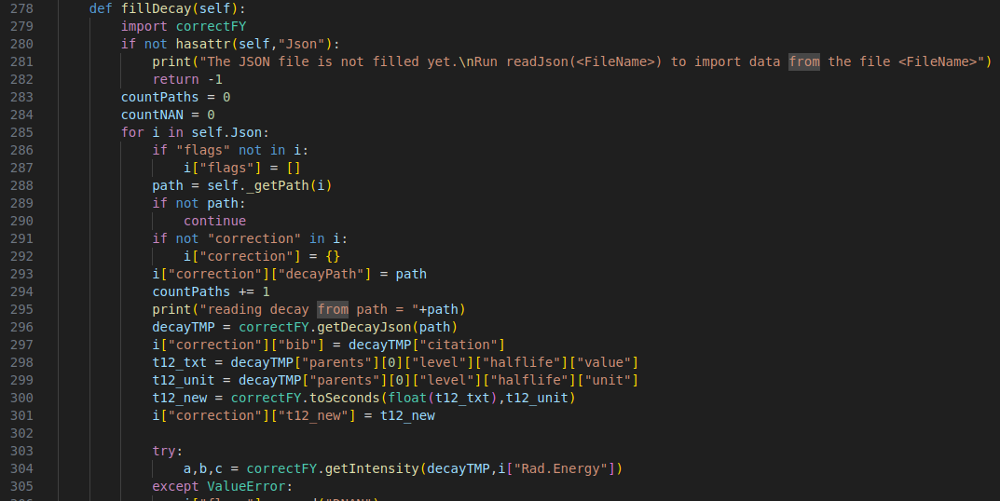 278 def fillDecay(self):
279 import correctFY
280 if not hasattr(self,"Json"):
281 print("The JSON file is not filled yet.\nRun readJson(<FileName>) to import data from the file <FileName>")
282 return -1
283 countPaths = 0
284 countNAN = 0
285 for i in self.Json:
286 if "flags" not in i:
287 i["flags"] = []
288 path = self._getPath(i)
289 if not path:
290 continue
291 if not "correction" in i:
292 i["correction"] = {}
293 i["correction"]["decayPath"] = path
294 countPaths += 1
295 print("reading decay from path = "+path)
296 decayTMP = correctFY.getDecayJson(path)
297 i["correction"]["bib"] = decayTMP["citation"]
298 t12_txt = decayTMP["parents"][0]["level"]["halflife"]["value"]
299 t12_unit = decayTMP["parents"][0]["level"]["halflife"]["unit"]
300 t12_new = correctFY.toSeconds(float(t12_txt),t12_unit)
301 i["correction"]["t12_new"] = t12_new
302
303 try:
304 a,b,c = correctFY.getIntensity(decayTMP,i["Rad.Energy"])
305 except ValueError: